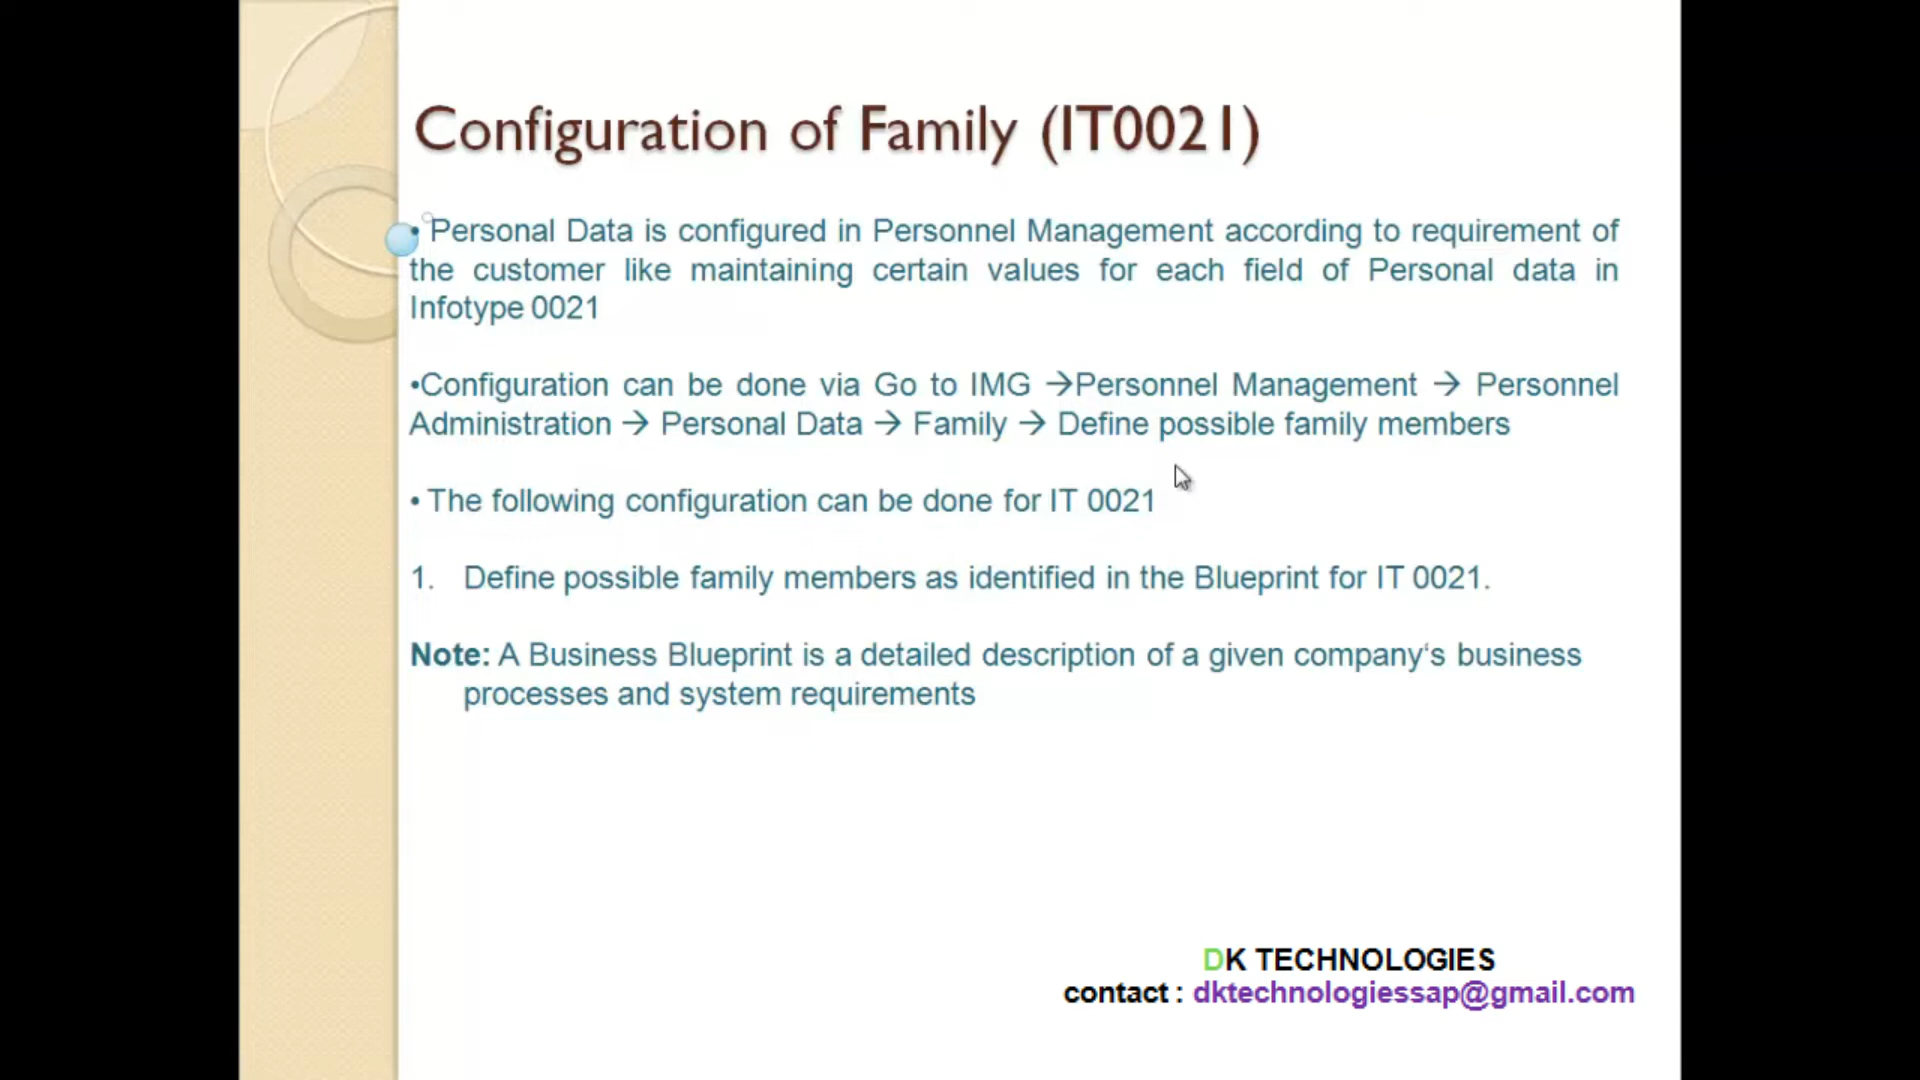 Configuration of Family (IT0021)
• Personal Data is configured in Personnel Management according to requirement of
the customer like maintaining certain values for each field of Personal data in
Infotype 0021
•Configuration can be done via Go to IMG →Personnel Management → Personnel
Administration → Personal Data → Family → Define possible family members
• The following configuration can be done for IT 0021
1. Define possible family members as identified in the Blueprint for IT 0021.
Note: A Business Blueprint is a detailed description of a given company‘s business
processes and system requirements
DK TECHNOLOGIES
contact : dktechnologiessap@gmail.com